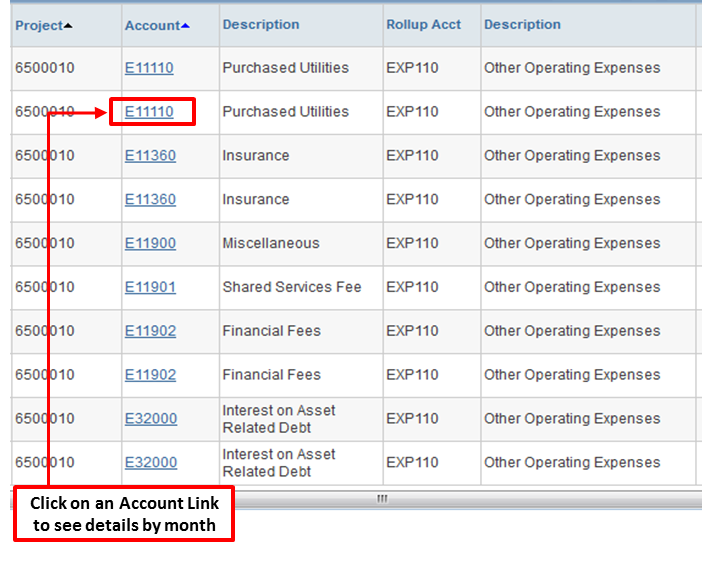 Project Account Description Rollup Acct Description
6500010 E11110 Purchased Utilities EXP110 Other Operating Expenses
6500010 E11110 Purchased Utilities EXP110 Other Operating Expenses
6500010 E11360 Insurance EXP110 Other Operating Expenses
6500010 E11360 Insurance EXP110 Other Operating Expenses
6500010 E11900 Miscellaneous EXP110 Other Operating Expenses
6500010 E11901 Shared Services Fee EXP110 Other Operating Expenses
6500010 E11902 Financial Fees EXP110 Other Operating Expenses
6500010 E11902 Financial Fees EXP110 Other Operating Expenses
6500010 E32000 Interest on Asset EXP110 Other Operating Expenses
Related Debt
6500010 E32000 Interest on Asset EXP110 Other Operating Expenses
Related Debt
Click on an Account Link
to see details by month